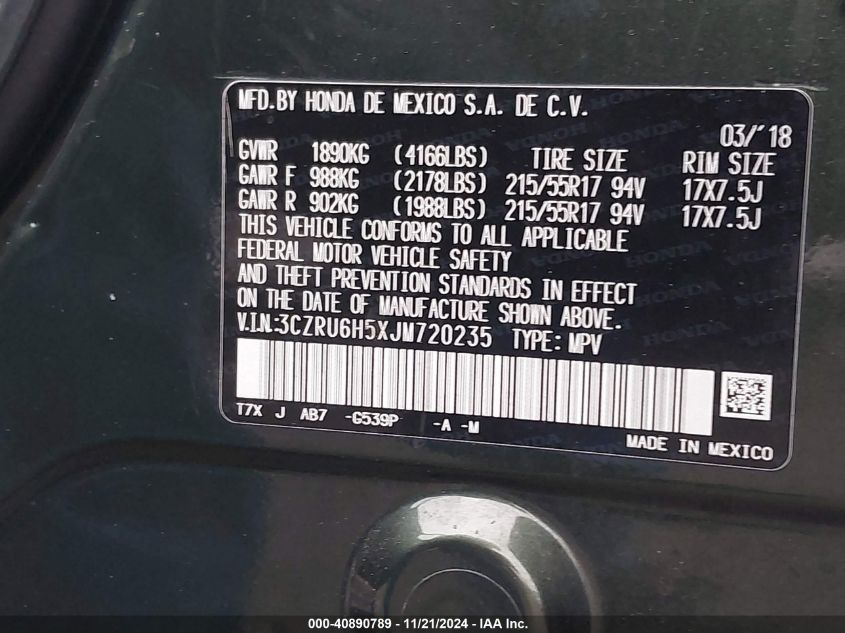 MFD.BY HONDA DE MEXICO S.A. DE C.V.
03/'18
GVWR 1890KG (4166LBS) TIRE SIZE RIM SIZE
GAWR F 988KG (2178LBS) 215/55R17 94V 17X7.5J
GAWR R 902KG (1988LBS) 215/55R17 94V 17X7.5J
THIS VEHICLE CONFORMS TO ALL APPLICABLE
FEDERAL MOTOR VEHICLE SAFETY
AND THEFT PREVENTION STANDARDS IN EFFECT
ON THE DATE OF MANUFACTURE SHOWN ABOVE.
V.I.N:3CZRU6H5XJM720235 TYPE: MPV
T7X J AB7 -G539P -A -M
MADE IN MEXICO
000-40890789 - 11/21/2024 - IAA Inc.